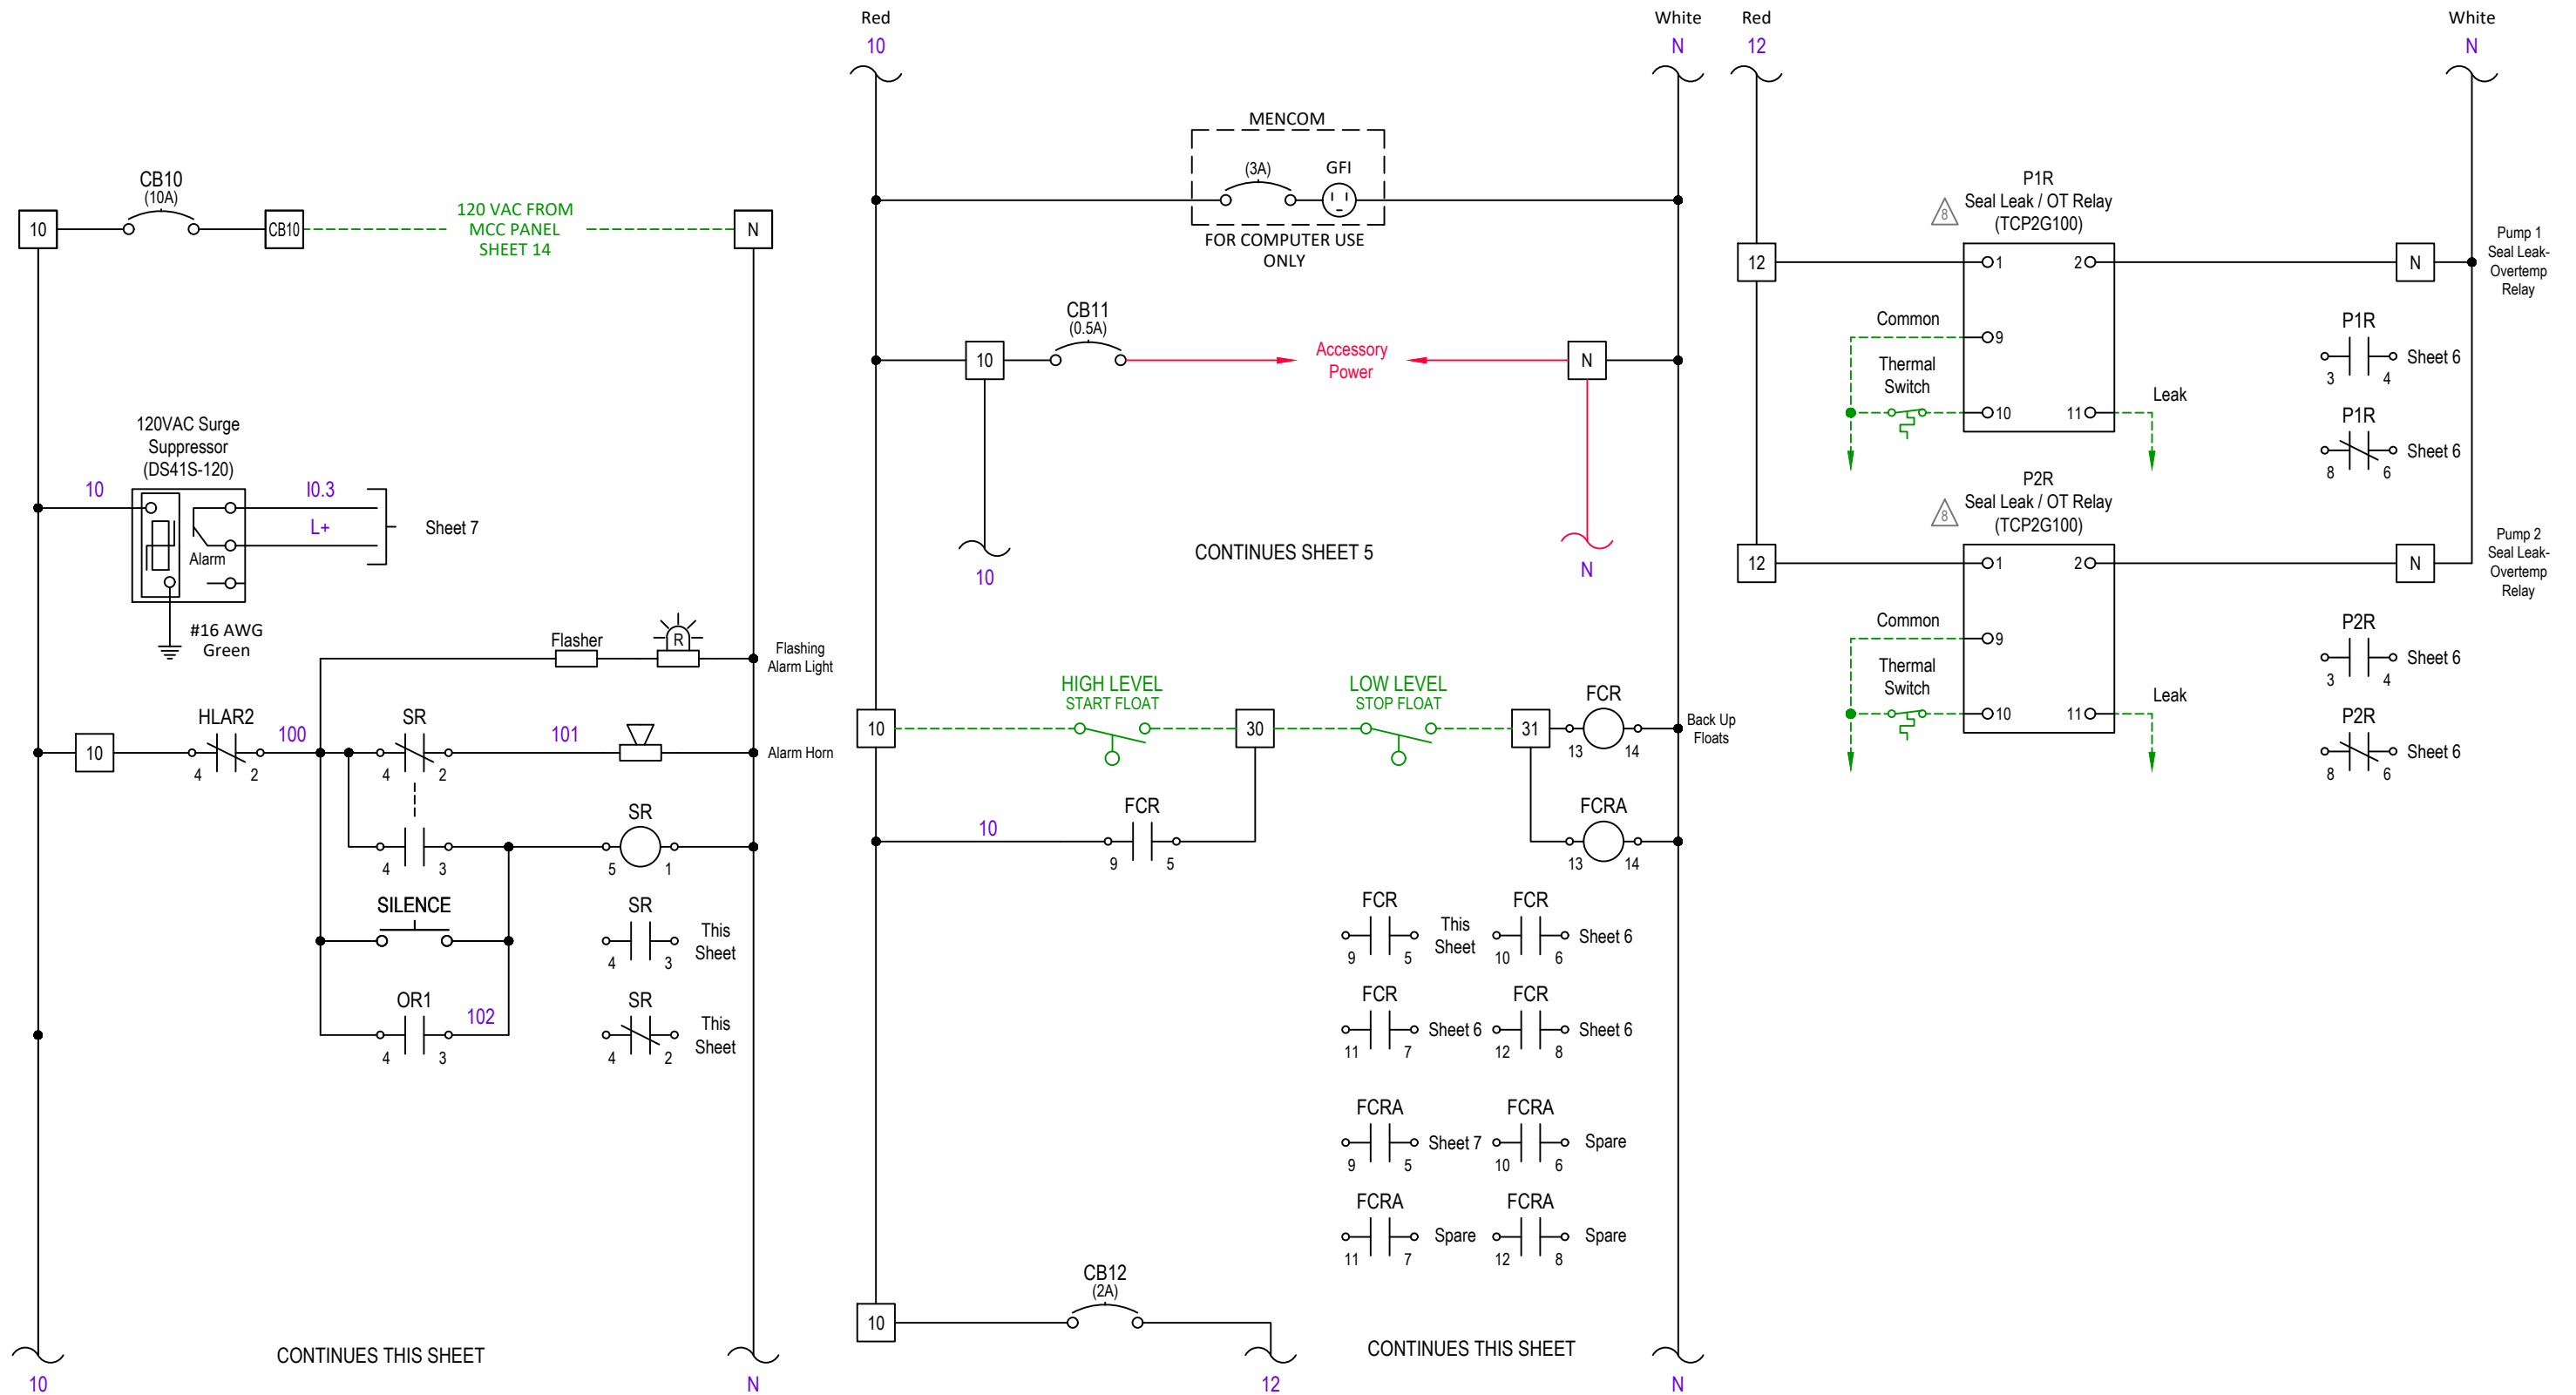 CB10
(10A)
10
CB10
120 VAC FROM
MCC PANEL
SHEET 14
N
120VAC Surge
Suppressor
(DS41S-120)
10
I0.3
L+
Alarm
Sheet 7
#16 AWG
Green
Flasher
R
Flashing
Alarm Light
10
HLAR2
4
2
100
SR
4
2
101
Alarm Horn
4
3
SR
5
1
SILENCE
SR
4
3
This
Sheet
OR1
4
3
102
SR
4
2
This
Sheet
CONTINUES THIS SHEET
10
N
Red
10
White
N
MENCOM
(3A)
GFI
FOR COMPUTER USE
ONLY
10
CB11
(0.5A)
Accessory
Power
N
10
CONTINUES SHEET 5
N
10
HIGH LEVEL
START FLOAT
30
LOW LEVEL
STOP FLOAT
31
FCR
13
14
Back Up
Floats
10
FCR
9
5
FCRA
13
14
FCR
9
5
This
Sheet
FCR
10
6
Sheet 6
FCR
11
7
Sheet 6
FCR
12
8
Sheet 6
FCRA
9
5
Sheet 7
FCRA
10
6
Spare
FCRA
11
7
Spare
FCRA
12
8
Spare
10
CB12
(2A)
CONTINUES THIS SHEET
12
N
Red
12
White
N
P1R
Seal Leak / OT Relay
(TCP2G100)
8
12
1
2
N
Pump 1
Seal Leak-
Overtemp
Relay
Common
9
Thermal
Switch
10
11
Leak
P1R
3
4
Sheet 6
P1R
8
6
Sheet 6
P2R
Seal Leak / OT Relay
(TCP2G100)
8
12
1
2
N
Pump 2
Seal Leak-
Overtemp
Relay
Common
9
Thermal
Switch
10
11
Leak
P2R
3
4
Sheet 6
P2R
8
6
Sheet 6